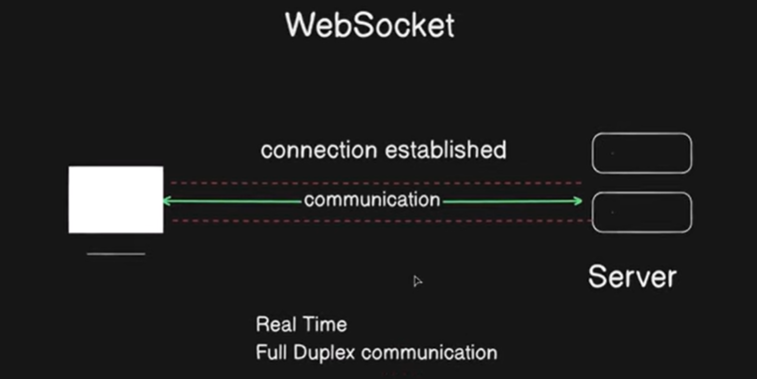 WebSocket
connection established
communication
Server
Real Time
Full Duplex communication